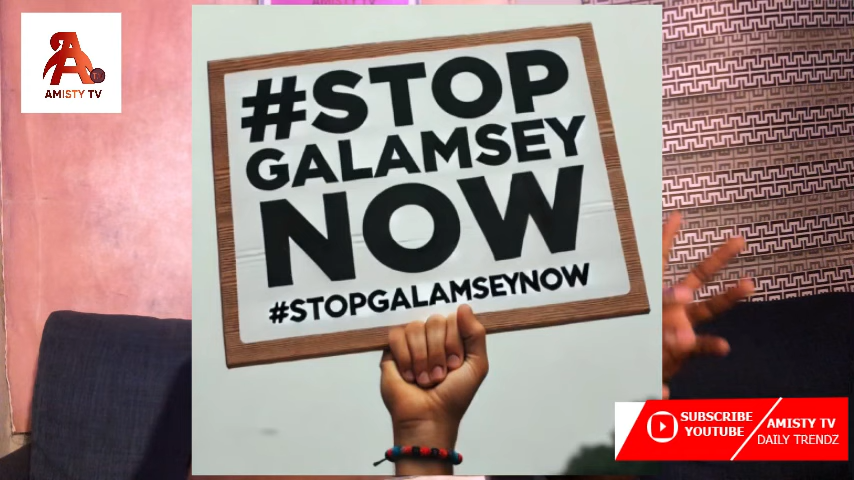 AMISTY TV
#STOP
GALAMSEY
NOW
#STOPGALAMSEYNOW
SUBSCRIBE
YOUTUBE
AMISTY TV
DAILY TRENDZ